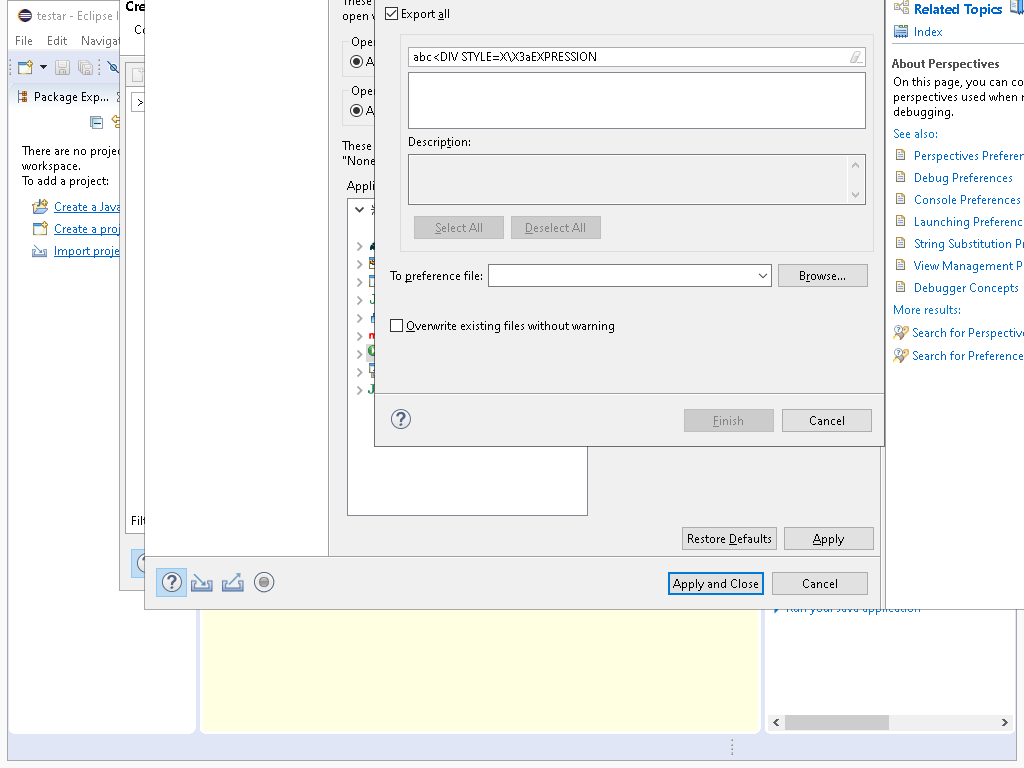 testar - Eclipse I
File Edit Navigat
Package Exp...
There are no projec
workspace.
To add a project:
Create a Java
Create a proj
Import proje
Cre
open v
Oper
A
Oper
A
These
"None
Appli
Filt
Export all
abc<DIV STYLE=X\X3aEXPRESSION
Description:
Select All Deselect All
To preference file: Browse...
Overwrite existing files without warning
Finish Cancel
Restore Defaults Apply
Apply and Close Cancel
Related Topics
Index
About Perspectives
On this page, you can co
perspectives used when r
debugging.
See also:
Perspectives Preferen
Debug Preferences
Console Preferences
Launching Preferenc
String Substitution P
View Management P
Debugger Concepts
More results:
Search for Perspectiv
Search for Preference
Run your Java application